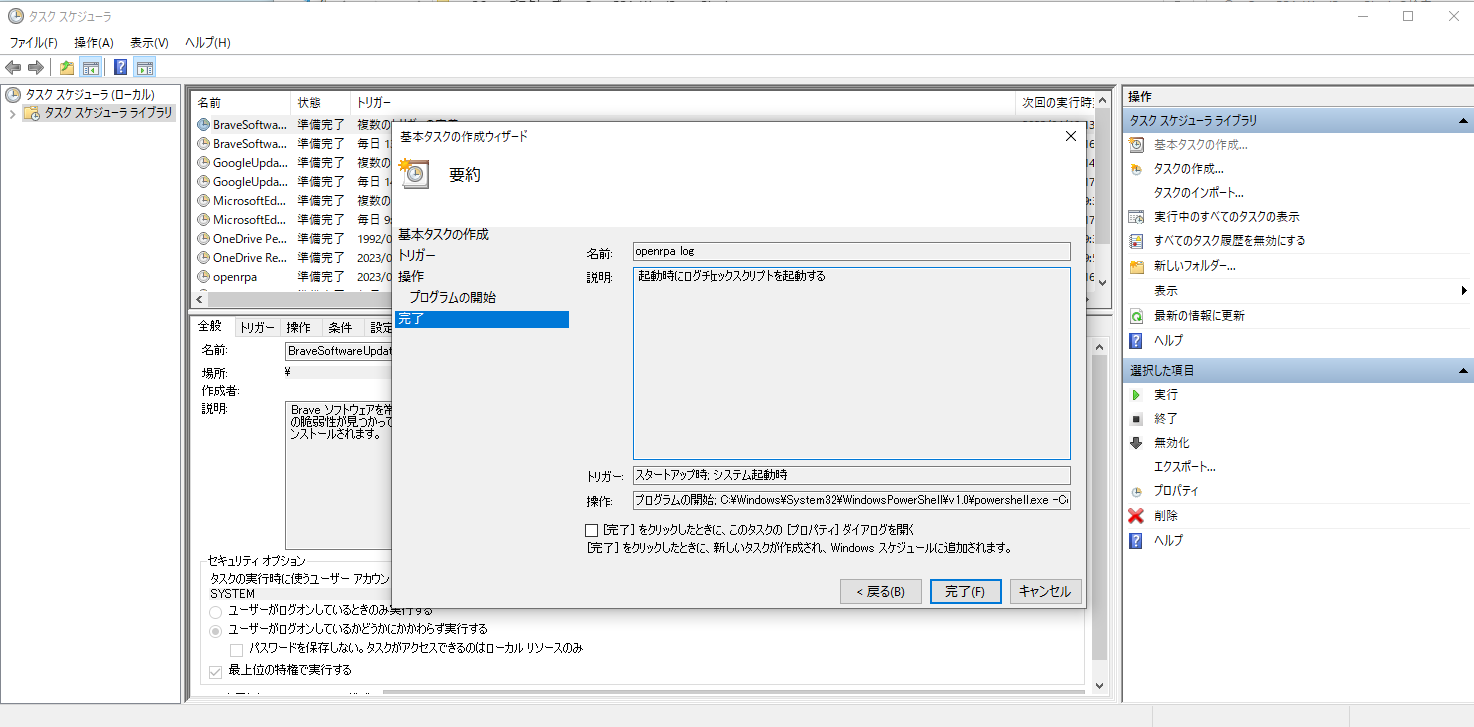 タスク スケジューラ
ファイル(F) 操作(A) 表示(V) ヘルプ(H)
タスク スケジューラ (ローカル)
タスク スケジューラ ライブラリ
名前 状態 トリガー 次回の実行時
BraveSoftwa... 準備完了 複数の
BraveSoftwa... 準備完了 毎日 1
GoogleUpda... 準備完了 複数の
GoogleUpda... 準備完了 毎日 14
MicrosoftEd... 準備完了 複数の
MicrosoftEd... 準備完了 毎日 9:
OneDrive Pe... 準備完了 1992/0
OneDrive Re... 準備完了 2023/0
openrpa 準備完了 2023/0
全般 トリガー 操作 条件 設定
名前: BraveSoftwareUpdat
場所: ¥
作成者:
説明: Brave ソフトウェアを常
の脆弱性が見つかって
ンストールされます。
セキュリティ オプション
タスクの実行時に使うユーザー アカウン
SYSTEM
ユーザーがログオンしているときのみ実行する
ユーザーがログオンしているかどうかにかかわらず実行する
パスワードを保存しない。タスクがアクセスできるのはローカル リソースのみ
最上位の特権で実行する
基本タスクの作成ウィザード
要約
基本タスクの作成
トリガー
操作
プログラムの開始
完了
名前: openrpa log
説明: 起動時にログチェックスクリプトを起動する
トリガー: スタートアップ時; システム起動時
操作: プログラムの開始; C:¥Windows¥System32¥WindowsPowerShell¥v1.0¥powershell.exe -C
[完了] をクリックしたときに、このタスクの [プロパティ] ダイアログを開く
[完了] をクリックしたときに、新しいタスクが作成され、Windows スケジュールに追加されます。
< 戻る(B) 完了(F) キャンセル
操作
タスク スケジューラ ライブラリ
基本タスクの作成...
タスクの作成...
タスクのインポート...
実行中のすべてのタスクの表示
すべてのタスク履歴を無効にする
新しいフォルダー...
表示
最新の情報に更新
ヘルプ
選択した項目
実行
終了
無効化
エクスポート...
プロパティ
削除
ヘルプ